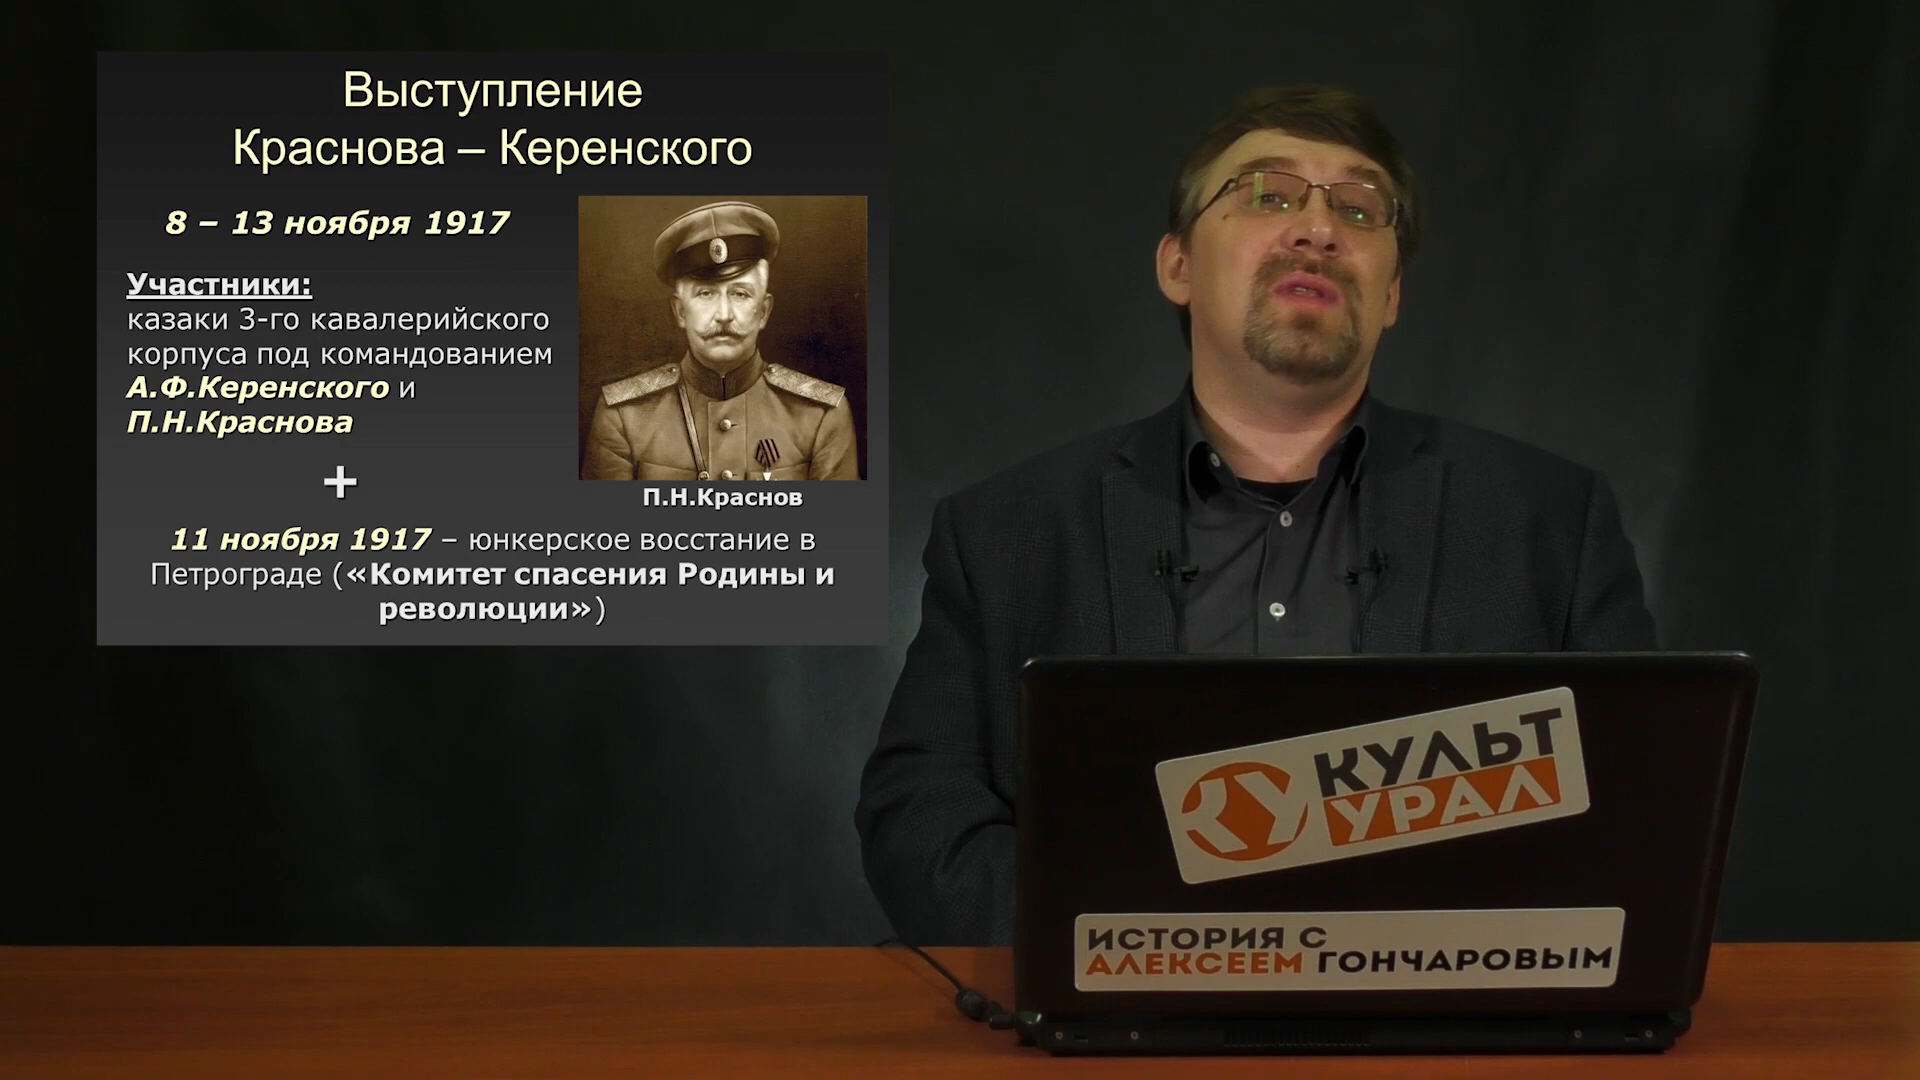 Выступление
Краснова – Керенского
8 – 13 ноября 1917
Участники:
казаки 3-го кавалерийского
корпуса под командованием
А.Ф.Керенского и
П.Н.Краснова
П.Н.Краснов
+
11 ноября 1917 – юнкерское восстание в
Петрограде («Комитет спасения Родины и
революции»)
КУ КУЛЬТ
УРАЛ
ИСТОРИЯ С
АЛЕКСЕЕМ ГОНЧАРОВЫМ